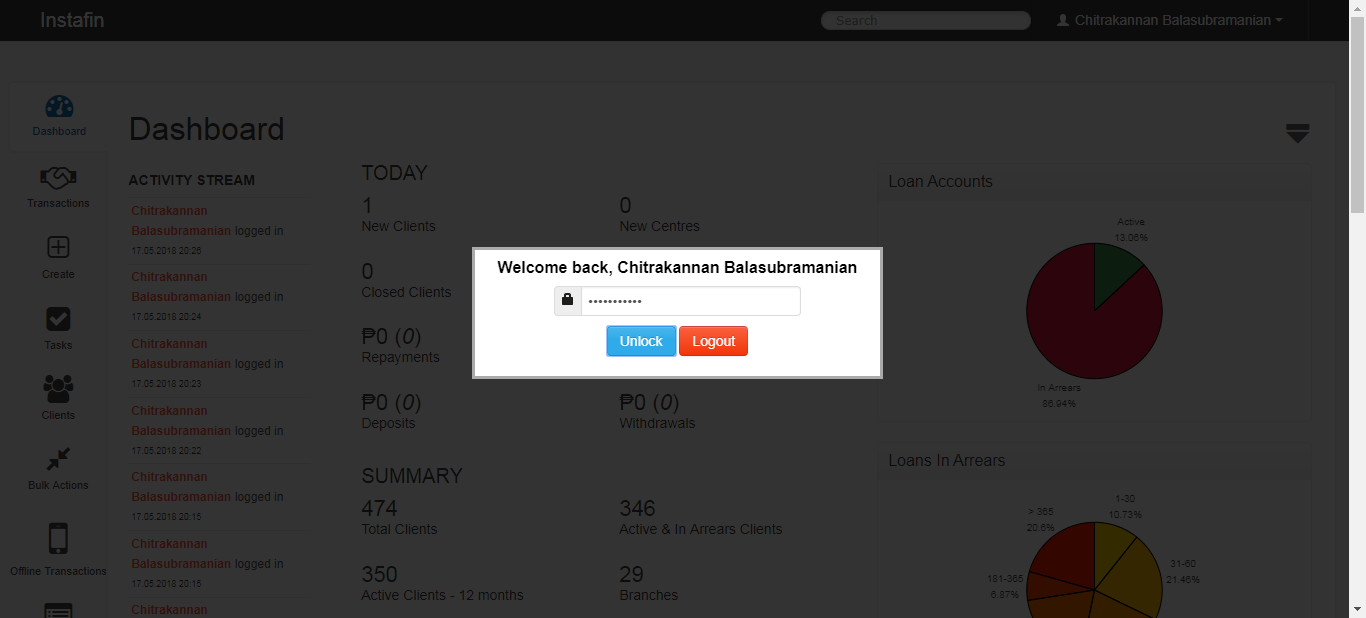 Instafin
Search
Chitrakannan Balasubramanian
Dashboard
Transactions
Create
Tasks
Clients
Bulk Actions
Offline Transactions
Dashboard
ACTIVITY STREAM
Chitrakannan
Balasubramanian logged in
17.05.2018 20:26
Chitrakannan
Balasubramanian logged in
17.05.2018 20:24
Chitrakannan
Balasubramanian logged in
17.05.2018 20:23
Chitrakannan
Balasubramanian logged in
17.05.2018 20:22
Chitrakannan
Balasubramanian logged in
17.05.2018 20:15
Chitrakannan
Balasubramanian logged in
17.05.2018 20:15
Chitrakannan
TODAY
1
New Clients
0
New Centres
0
Closed Clients
₱0 (0)
Repayments
₱0 (0)
Deposits
₱0 (0)
Withdrawals
SUMMARY
474
Total Clients
346
Active & In Arrears Clients
350
Active Clients - 12 months
29
Branches
Welcome back, Chitrakannan Balasubramanian
•••••••••••
Unlock
Logout
Loan Accounts
Active
13.06%
In Arrears
86.94%
Loans In Arrears
1-30
10.73%
> 365
20.6%
31-60
21.46%
181-365
6.87%